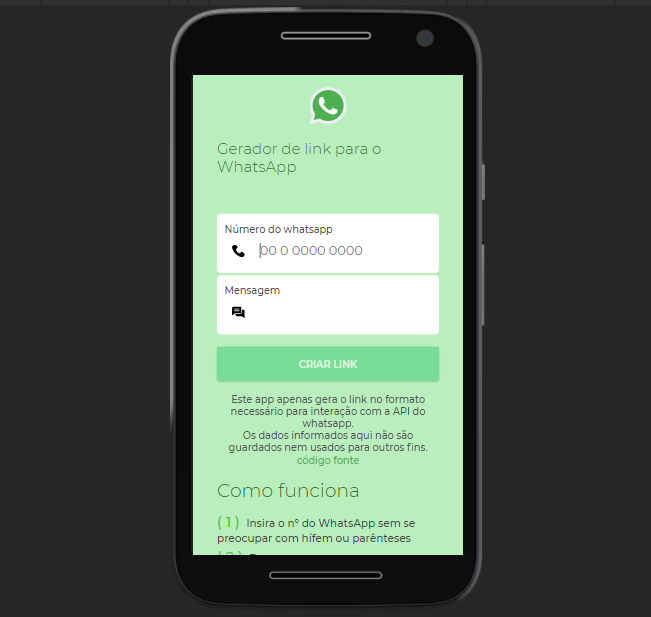 Gerador de link para o
WhatsApp
Número do whatsapp
00 0 0000 0000
Mensagem
CRIAR LINK
Este app apenas gera o link no formato
necessário para interação com a API do
whatsapp.
Os dados informados aqui não são
guardados nem usados para outros fins.
código fonte
Como funciona
( 1 ) Insira o nº do WhatsApp sem se
preocupar com hífem ou parênteses